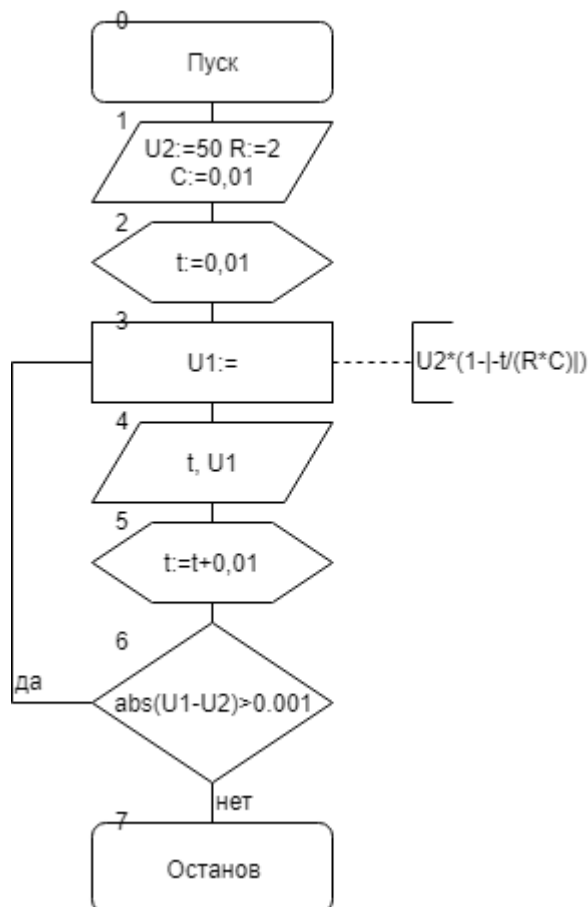 0
Пуск
1
U2:=50 R:=2
C:=0,01
2
t:=0,01
3
U1:=
U2*(1-|-t/(R*C)|)
4
t, U1
5
t:=t+0,01
6
abs(U1-U2)>0.001
да
нет
7
Останов